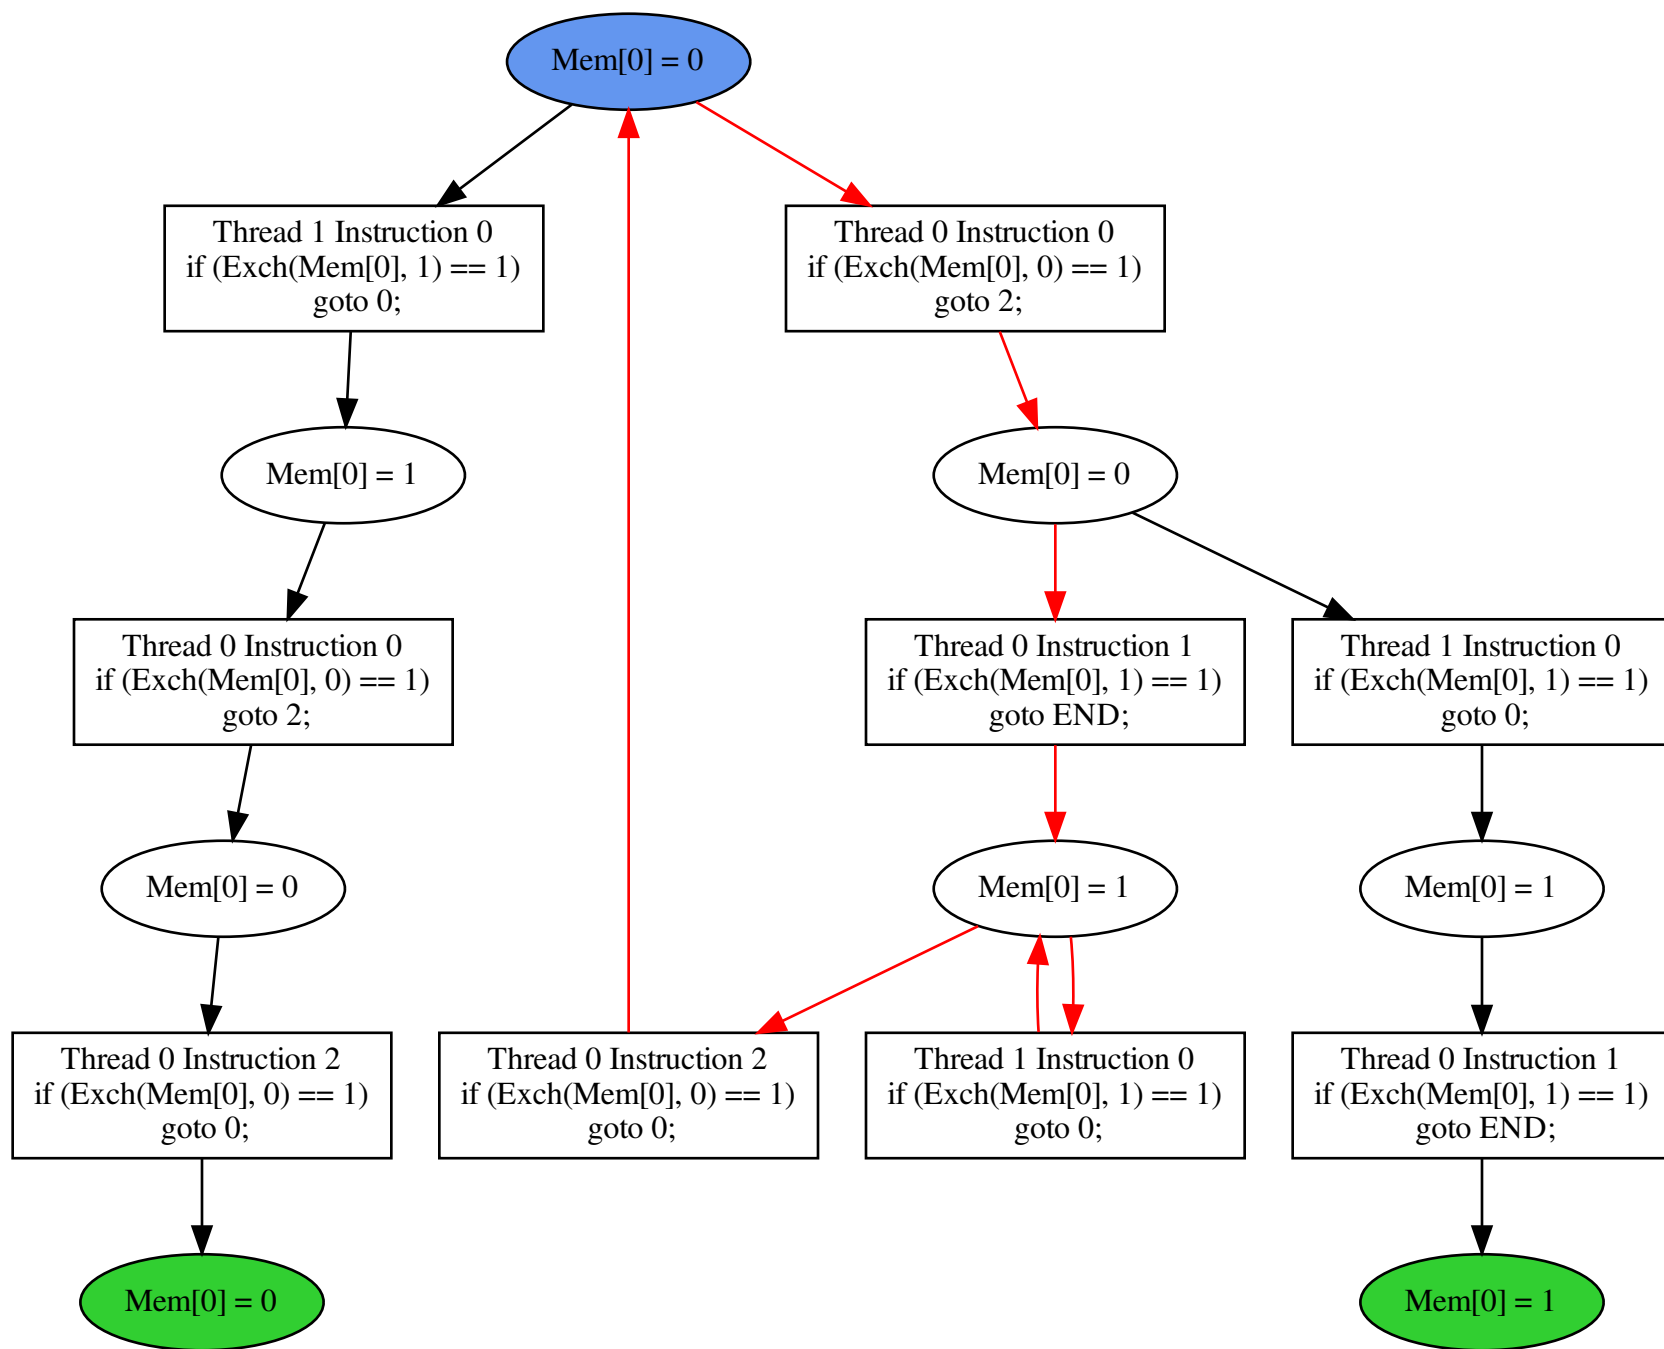 Mem[0] = 0
Thread 1 Instruction 0
if (Exch(Mem[0], 1) == 1)
goto 0;
Thread 0 Instruction 0
if (Exch(Mem[0], 0) == 1)
goto 2;
Mem[0] = 1
Mem[0] = 0
Thread 0 Instruction 0
if (Exch(Mem[0], 0) == 1)
goto 2;
Thread 0 Instruction 1
if (Exch(Mem[0], 1) == 1)
goto END;
Thread 1 Instruction 0
if (Exch(Mem[0], 1) == 1)
goto 0;
Mem[0] = 0
Mem[0] = 1
Mem[0] = 1
Thread 0 Instruction 2
if (Exch(Mem[0], 0) == 1)
goto 0;
Thread 0 Instruction 2
if (Exch(Mem[0], 0) == 1)
goto 0;
Thread 1 Instruction 0
if (Exch(Mem[0], 1) == 1)
goto 0;
Thread 0 Instruction 1
if (Exch(Mem[0], 1) == 1)
goto END;
Mem[0] = 0
Mem[0] = 1